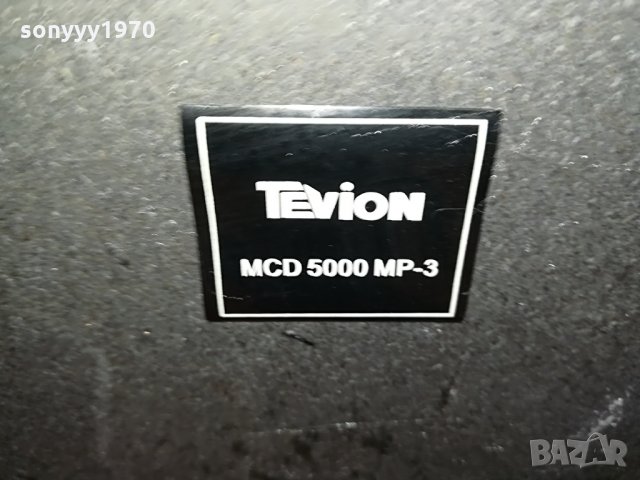 sonyyy1970
TEVION
MCD 5000 MP-3
BAZAR